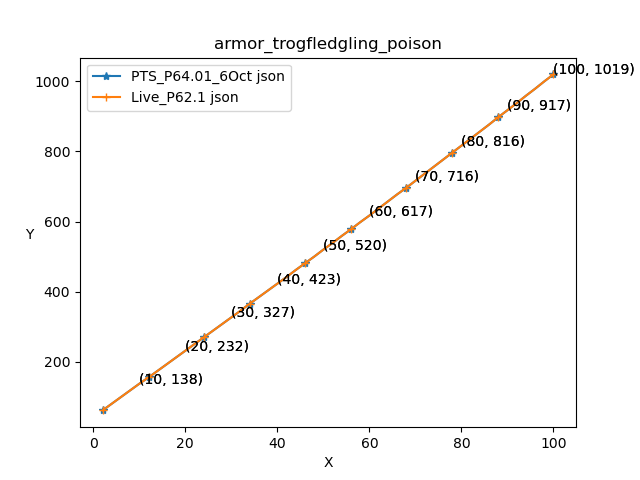 armor_trogfledgling_poison
PTS_P64.01_6Oct json
Live_P62.1 json
(100, 1019)
(90, 917)
(80, 816)
(70, 716)
(60, 617)
(50, 520)
(40, 423)
(30, 327)
(20, 232)
(10, 138)
Y
1000
800
600
400
200
0 20 40 60 80 100
X